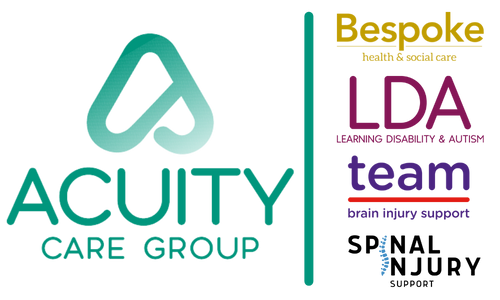 ACUITY
CARE GROUP
Bespoke
health & social care
LDA
LEARNING DISABILITY & AUTISM
team
brain injury support
SPINAL
INJURY
SUPPORT